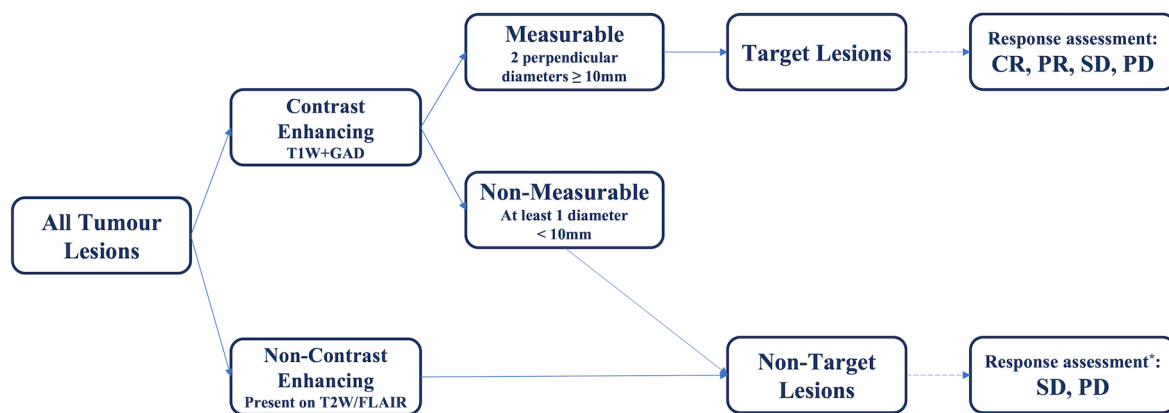 All Tumour
Lesions
Contrast
Enhancing
T1W+GAD
Non-Contrast
Enhancing
Present on T2W/FLAIR
Measurable
2 perpendicular
diameters ≥ 10mm
Non-Measurable
At least 1 diameter
< 10mm
Target Lesions
Non-Target
Lesions
Response assessment:
CR, PR, SD, PD
Response assessment*:
SD, PD